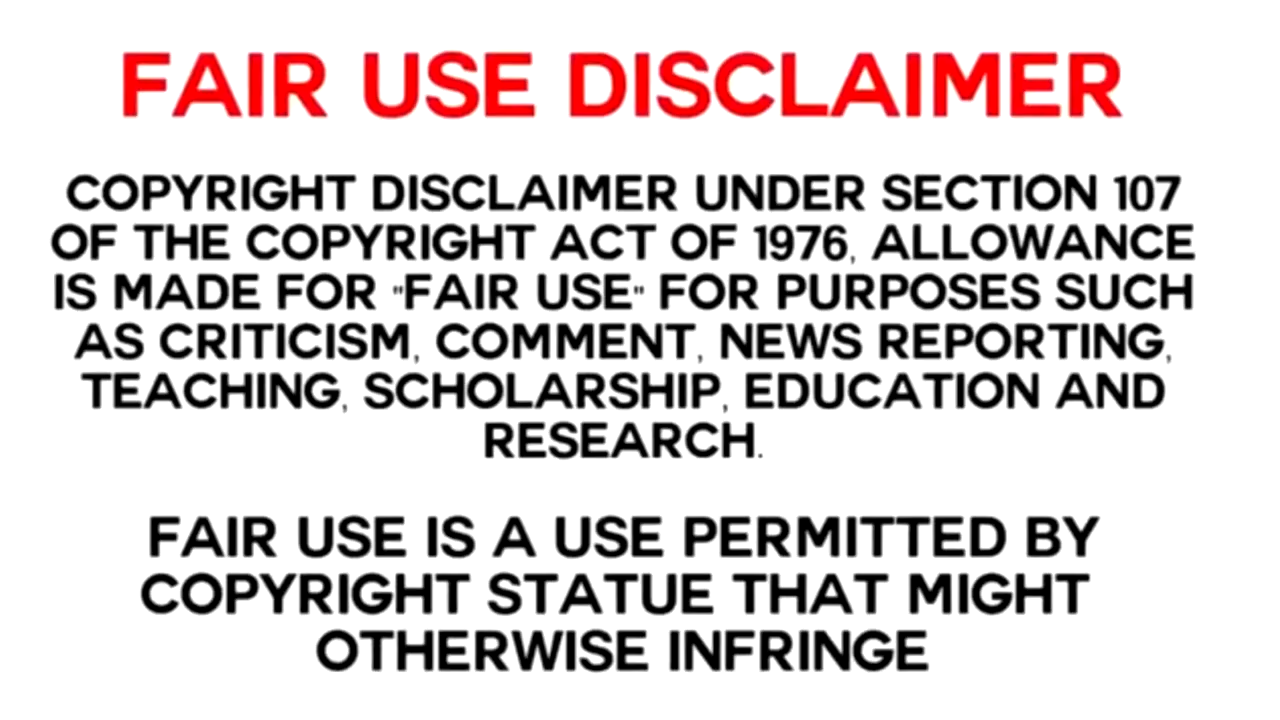 FAIR USE DISCLAIMER
COPYRIGHT DISCLAIMER UNDER SECTION 107
OF THE COPYRIGHT ACT OF 1976, ALLOWANCE
IS MADE FOR "FAIR USE" FOR PURPOSES SUCH
AS CRITICISM, COMMENT, NEWS REPORTING,
TEACHING, SCHOLARSHIP, EDUCATION AND
RESEARCH.
FAIR USE IS A USE PERMITTED BY
COPYRIGHT STATUE THAT MIGHT
OTHERWISE INFRINGE